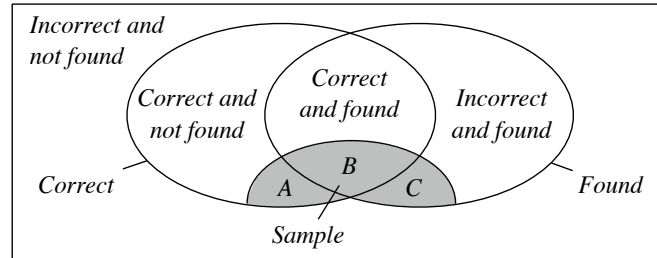 Incorrect and
not found
Correct and
not found
Correct
and found
Incorrect
and found
A
B
C
Correct
Sample
Found